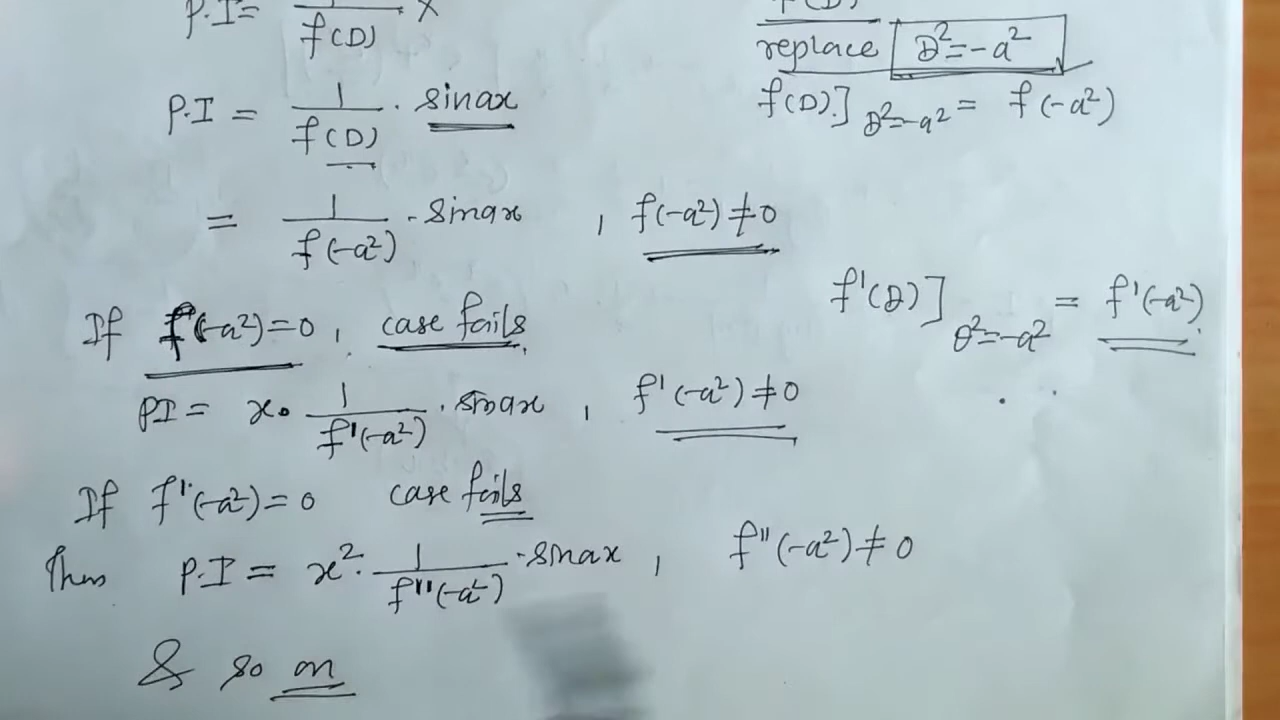 P.I = 1/f(D) X
f(D)
replace D²=-a²
P.I = 1/f(D) . sinax
f(D)]D²=-a² = f(-a²)
= 1/f(-a²) . sinax , f(-a²) ≠ 0
f'(D)]D²=-a² = f'(-a²)
If f(-a²)=0, case fails
PI = x. 1/f'(-a²) . sinax , f'(-a²) ≠ 0
If f'(-a²)=0 case fails
Then P.I = x². 1/f''(-a²) . sinax , f''(-a²) ≠ 0
& so on